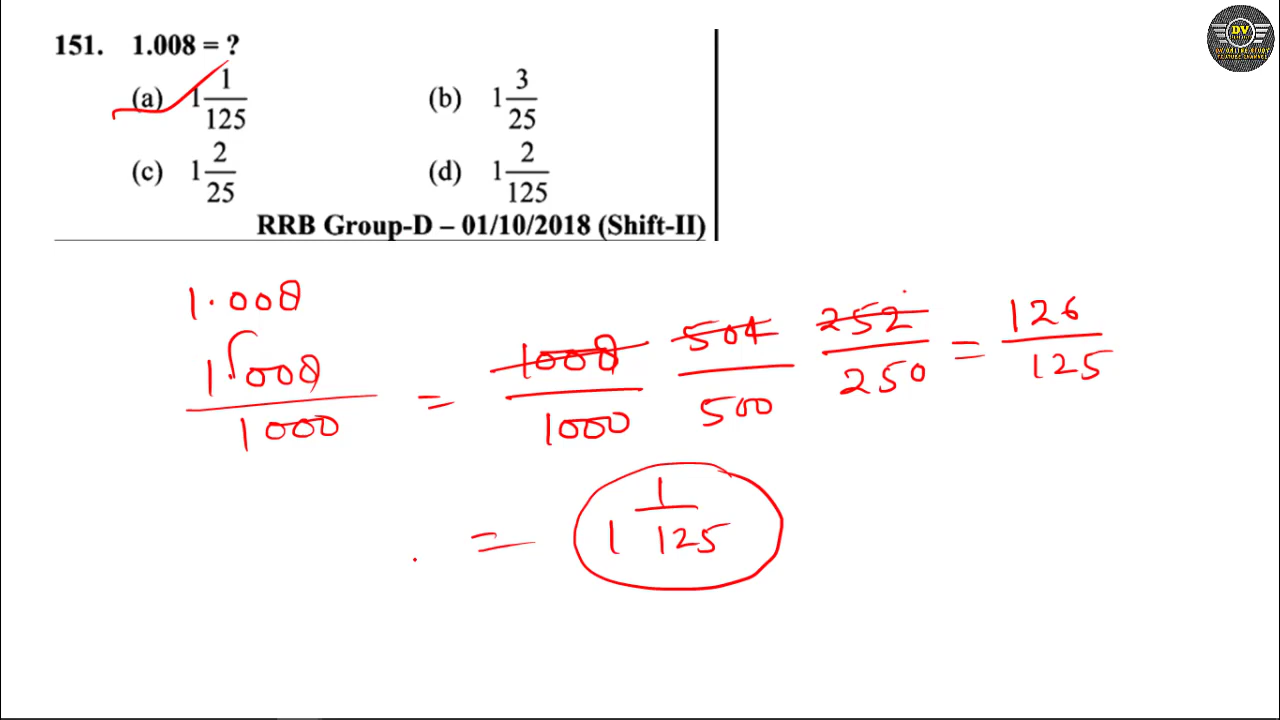 151. 1.008 = ?
(a) 1 1/125 (b) 1 3/25
(c) 1 2/25 (d) 1 2/125
RRB Group-D – 01/10/2018 (Shift-II)
DV
1.008
1 008/1000 = 1008/1000 504/500 252/250 = 126/125
= 1 1/125